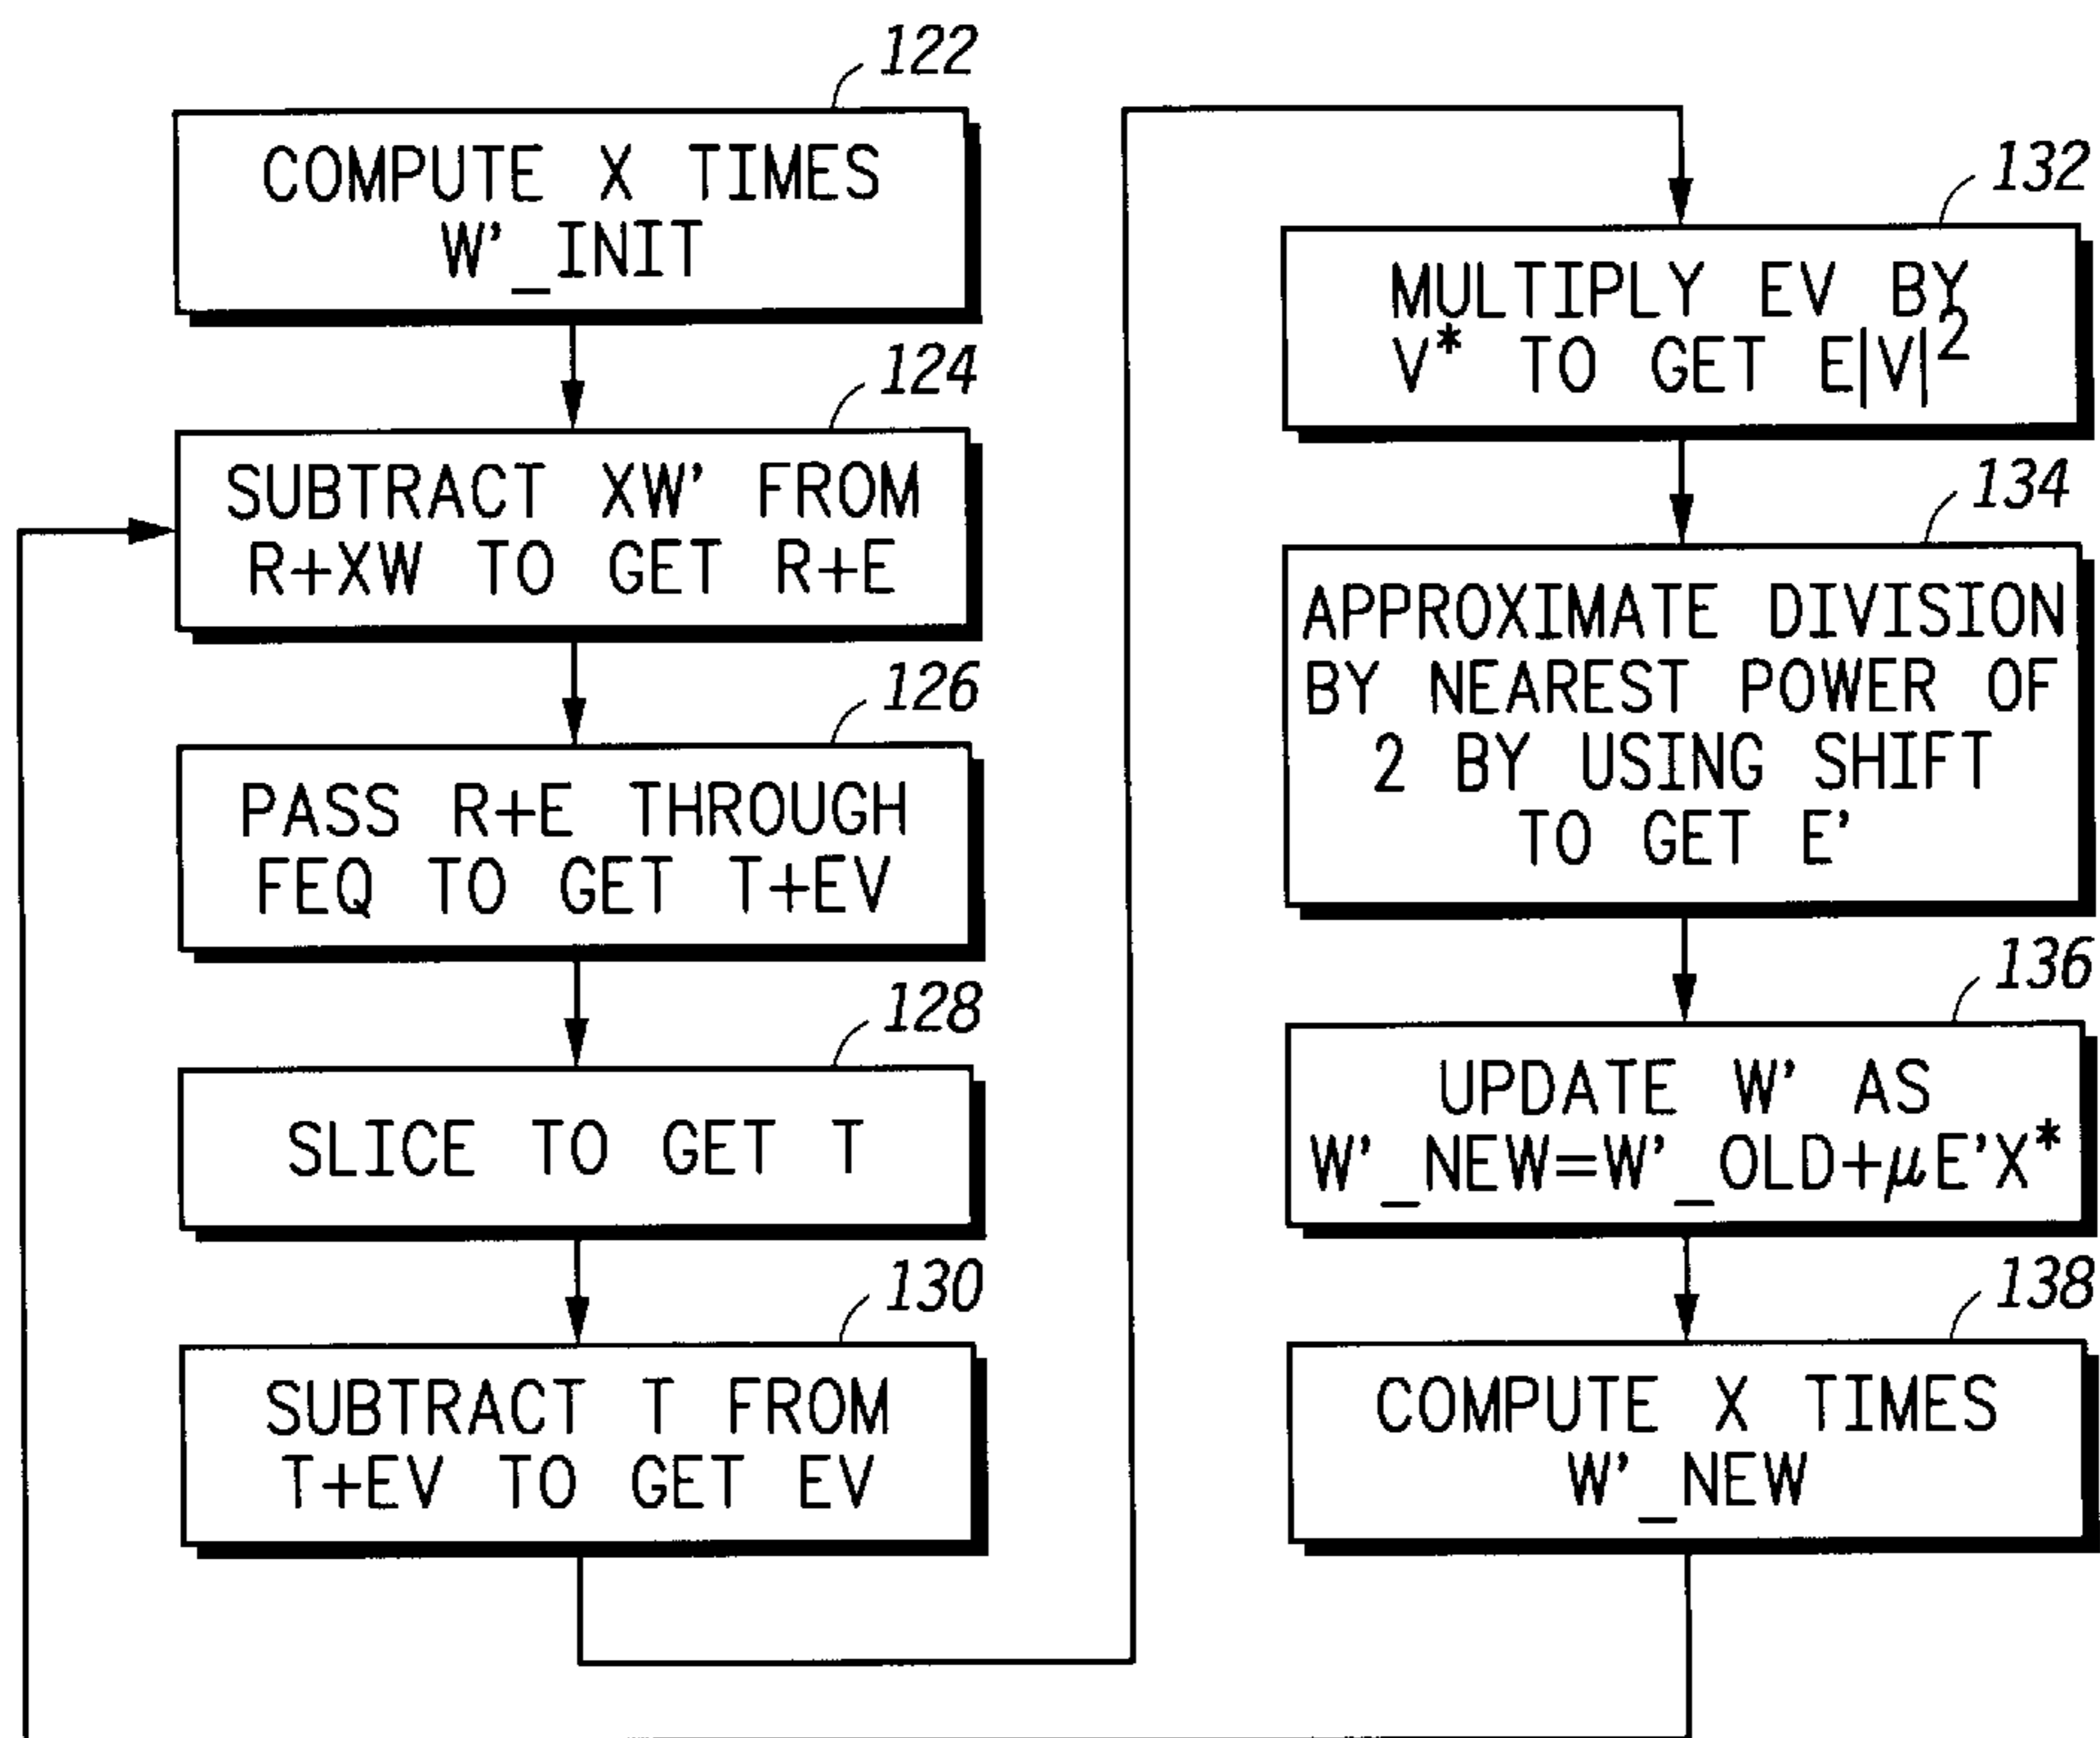 122
COMPUTE X TIMES
W'_INIT
124
SUBTRACT XW' FROM
R+XW TO GET R+E
126
PASS R+E THROUGH
FEQ TO GET T+EV
128
SLICE TO GET T
130
SUBTRACT T FROM
T+EV TO GET EV
132
MULTIPLY EV BY
V* TO GET E|V|²
134
APPROXIMATE DIVISION
BY NEAREST POWER OF
2 BY USING SHIFT
TO GET E'
136
UPDATE W' AS
W'_NEW=W'_OLD+μE'X*
138
COMPUTE X TIMES
W'_NEW